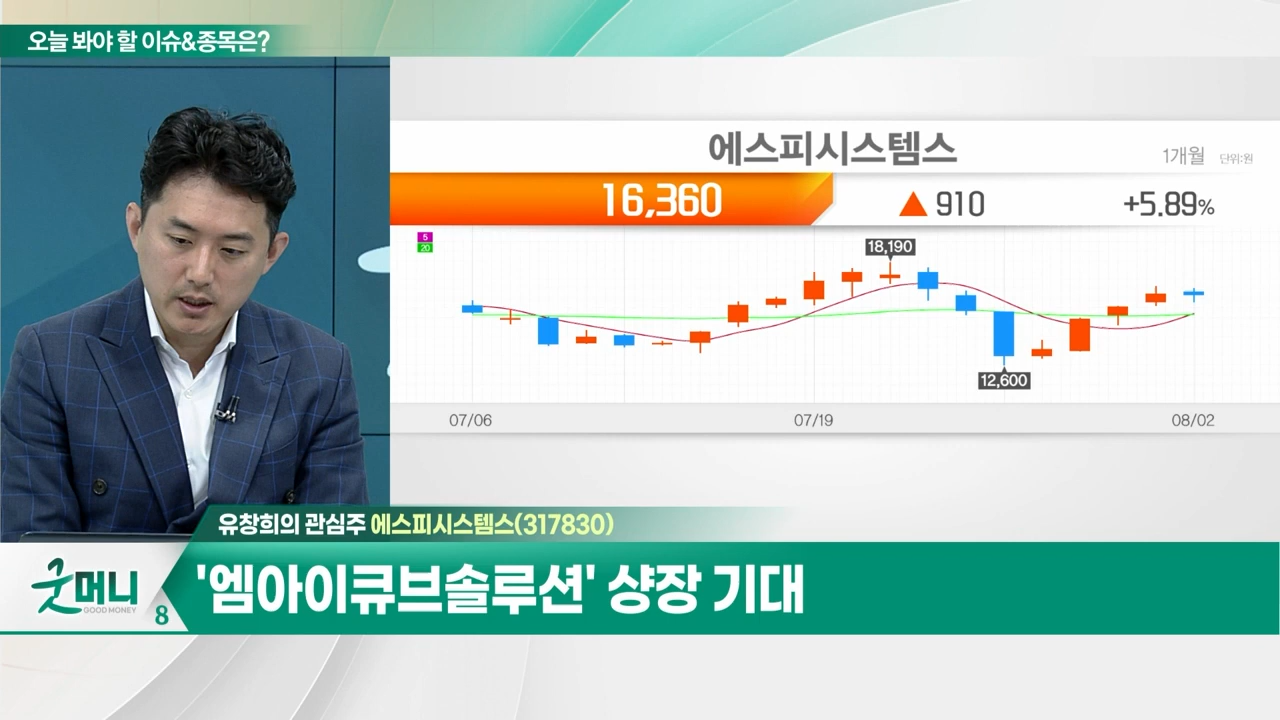 오늘 봐야 할 이슈&종목은?
에스피시스템스
1개월 단위:원
16,360 ▲ 910 +5.89%
5
20
18,190
12,600
07/06 07/19 08/02
유창희의 관심주 에스피시스템스(317830)
굿머니
GOOD MONEY
8
'엠아이큐브솔루션' 샹장 기대